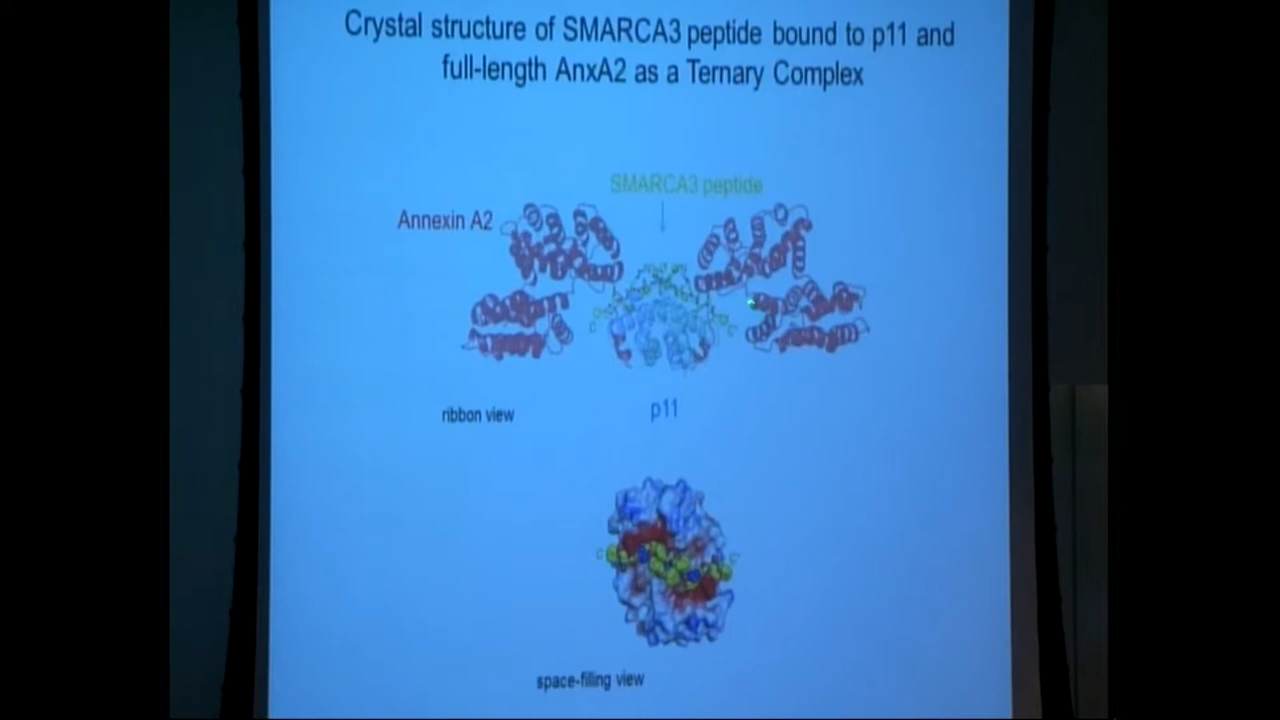 Crystal structure of SMARCA3 peptide bound to p11 and
full-length AnxA2 as a Ternary Complex
SMARCA3 peptide
Annexin A2
ribbon view
p11
space-filling view